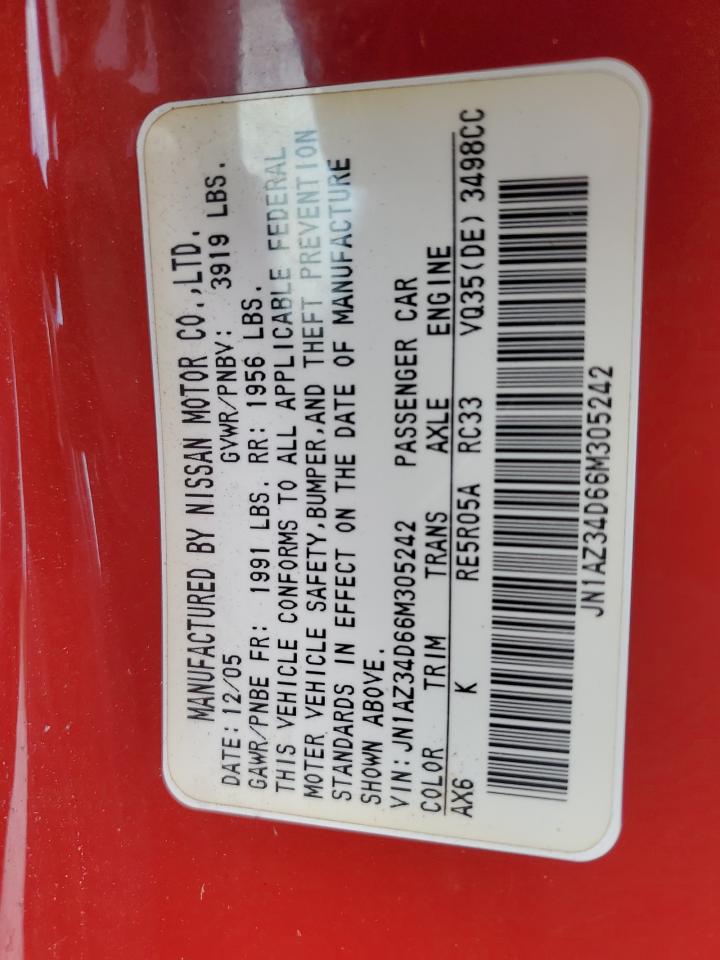 MANUFACTURED BY NISSAN MOTOR CO.,LTD.
DATE: 12/05 GVWR/PNBV: 3919 LBS.
GAWR/PNBE FR: 1991 LBS. RR: 1956 LBS.
THIS VEHICLE CONFORMS TO ALL APPLICABLE FEDERAL
MOTER VEHICLE SAFETY,BUMPER,AND THEFT PREVENTION
STANDARDS IN EFFECT ON THE DATE OF MANUFACTURE
SHOWN ABOVE.
VIN:JN1AZ34D66M305242 PASSENGER CAR
COLOR TRIM TRANS AXLE ENGINE
AX6 K RE5R05A RC33 VQ35(DE) 3498CC
JN1AZ34D66M305242